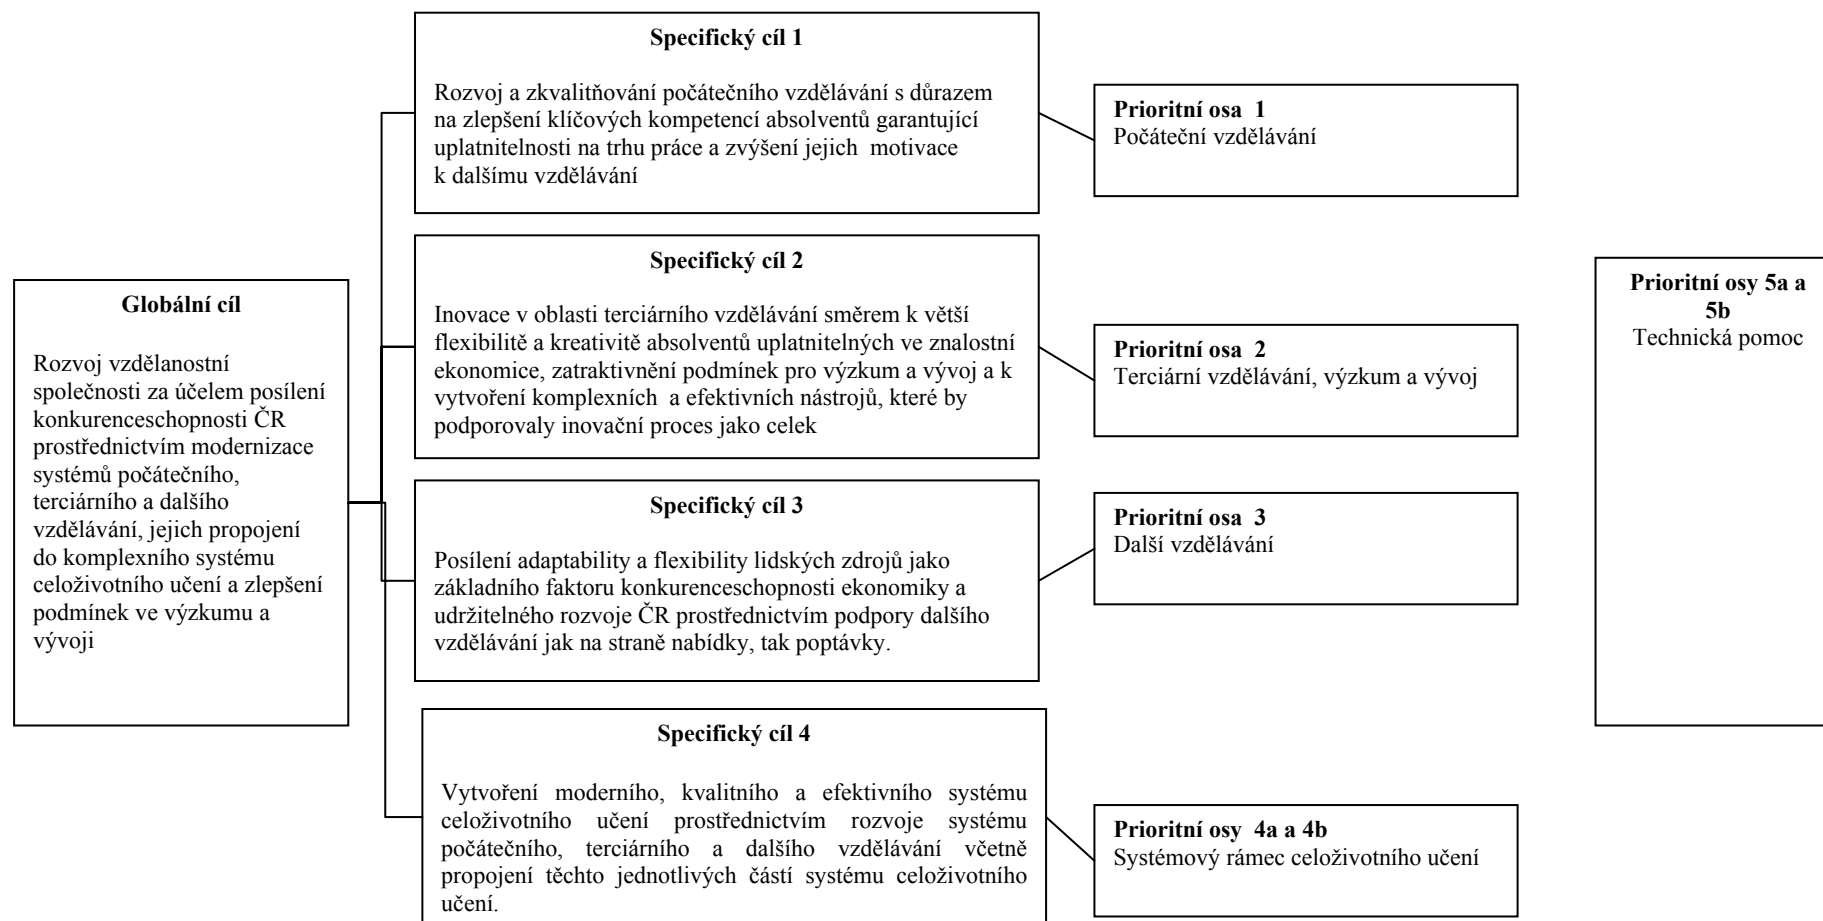 Globální cíl
Rozvoj vzdělanostní
společnosti za účelem posílení
konkurenceschopnosti ČR
prostřednictvím modernizace
systémů počátečního,
terciárního a dalšího
vzdělávání, jejich propojení
do komplexního systému
celoživotního učení a zlepšení
podmínek ve výzkumu a
vývoji
Specifický cíl 1
Rozvoj a zkvalitňování počátečního vzdělávání s důrazem
na zlepšení klíčových kompetencí absolventů garantující
uplatnitelnosti na trhu práce a zvýšení jejich motivace
k dalšímu vzdělávání
Prioritní osa 1
Počáteční vzdělávání
Specifický cíl 2
Inovace v oblasti terciárního vzdělávání směrem k větší
flexibilitě a kreativitě absolventů uplatnitelných ve znalostní
ekonomice, zatraktivnění podmínek pro výzkum a vývoj a k
vytvoření komplexních a efektivních nástrojů, které by
podporovaly inovační proces jako celek
Prioritní osa 2
Terciární vzdělávání, výzkum a vývoj
Specifický cíl 3
Posílení adaptability a flexibility lidských zdrojů jako
základního faktoru konkurenceschopnosti ekonomiky a
udržitelného rozvoje ČR prostřednictvím podpory dalšího
vzdělávání jak na straně nabídky, tak poptávky.
Prioritní osa 3
Další vzdělávání
Specifický cíl 4
Vytvoření moderního, kvalitního a efektivního systému
celoživotního učení prostřednictvím rozvoje systému
počátečního, terciárního a dalšího vzdělávání včetně
propojení těchto jednotlivých částí systému celoživotního
učení.
Prioritní osy 4a a 4b
Systémový rámec celoživotního učení
Prioritní osy 5a a
5b
Technická pomoc